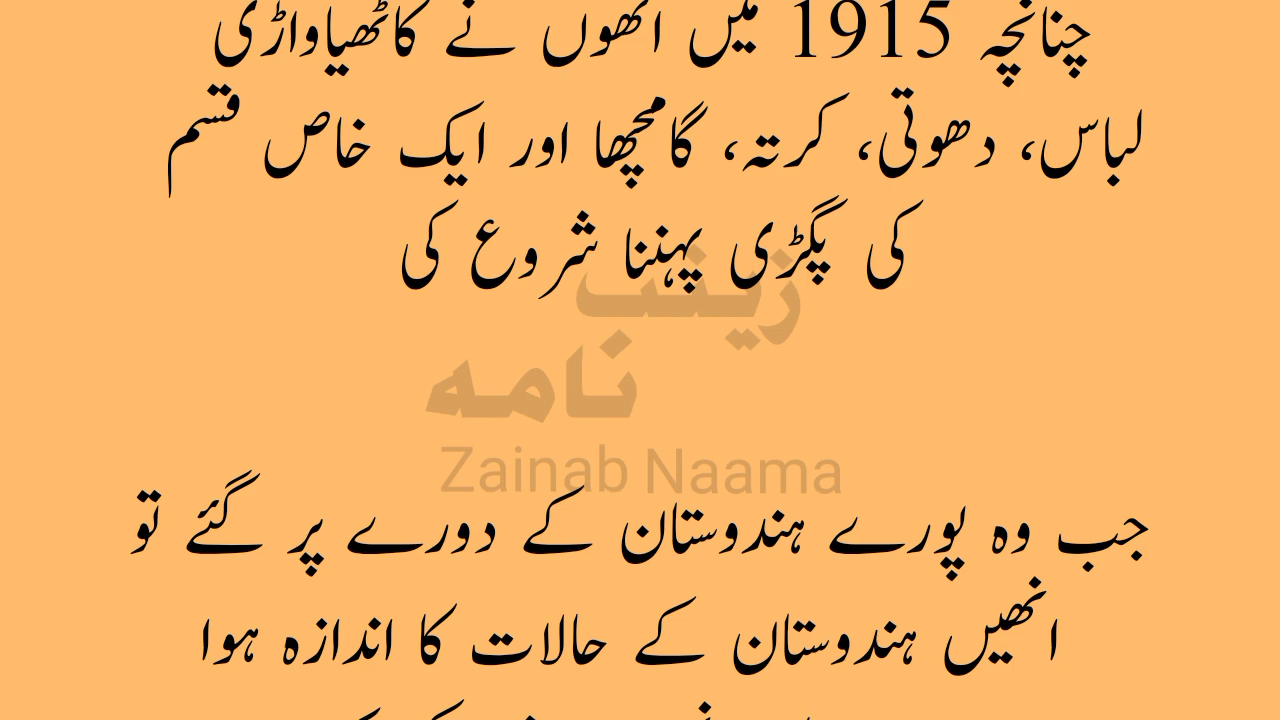 چنانچہ 1915 میں انھوں نے کاٹھیاواڑی
لباس، دھوتی، کرتہ، گامچھا اور ایک خاص قسم
کی پگڑی پہننا شروع کی
زینب
نامہ
Zainab Naama
جب وہ پورے ہندوستان کے دورے پر گئے تو
انھیں ہندوستان کے حالات کا اندازہ ہوا